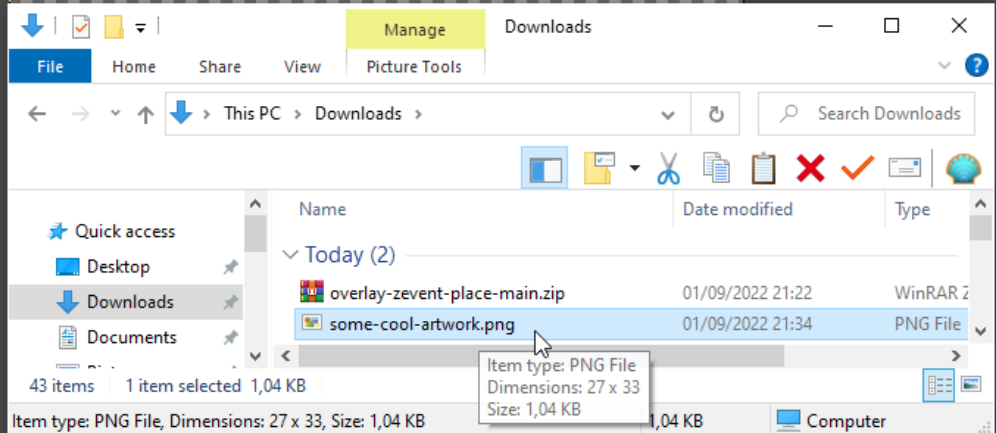 Manage
Downloads
File
Home
Share
View
Picture Tools
This PC
Downloads
Search Downloads
Name
Date modified
Type
Quick access
Today (2)
Desktop
overlay-zevent-place-main.zip
01/09/2022 21:22
WinRAR Z
Downloads
some-cool-artwork.png
01/09/2022 21:34
PNG File
Documents
Item type: PNG File
Dimensions: 27 x 33
Size: 1,04 KB
43 items
1 item selected 1,04 KB
Item type: PNG File, Dimensions: 27 x 33, Size: 1,04 KB
1,04 KB
Computer